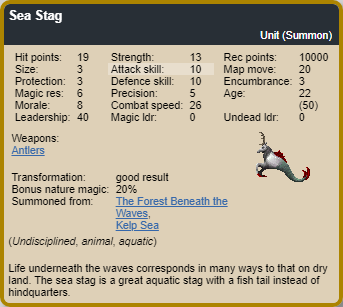 Sea Stag
Unit (Summon)
Hit points: 19 Strength: 13 Rec points: 10000
Size: 3 Attack skill: 10 Map move: 20
Protection: 3 Defence skill: 10 Encumbrance: 3
Magic res: 6 Precision: 5 Age: 22
Morale: 8 Combat speed: 26 (50)
Leadership: 40 Magic ldr: 0 Undead ldr: 0
Weapons:
Antlers
Transformation: good result
Bonus nature magic: 20%
Summoned from: The Forest Beneath the
Waves,
Kelp Sea
(Undisciplined, animal, aquatic)
Life underneath the waves corresponds in many ways to that on dry
land. The sea stag is a great aquatic stag with a fish tail instead of
hindquarters.